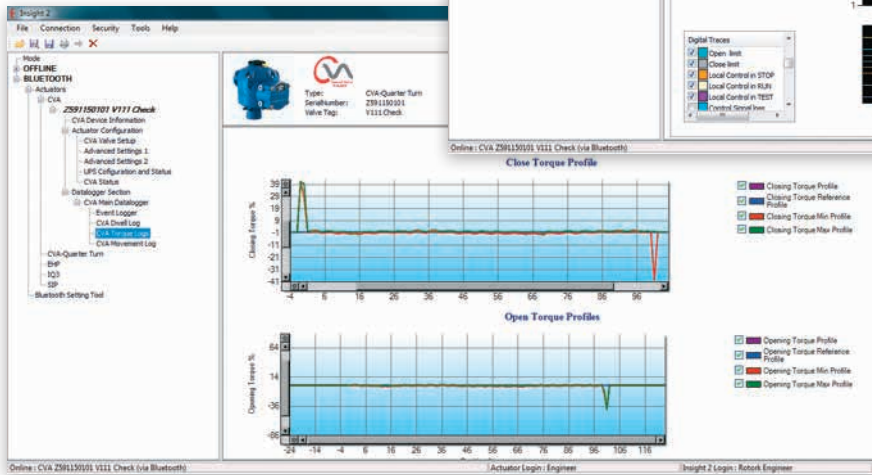 Insight 2
File Connection Security Tools Help
Mode
OFFLINE
BLUETOOTH
Actuators
CVA
Z591150101 V111 Check
CVA Device Information
Actuator Configuration
CVA Valve Setup
Advanced Settings 1
Advanced Settings 2
UPS Cofiguration and Status
CVA Status
Datalogger Section
CVA Main Datalogger
Event Logger
CVA Dwell Log
CVA Torque Logs
CVA Movement Log
CVA-Quarter Turn
EHP
IQ3
SIP
Bluetooth Setting Tool
CVA
Type: CVA-Quarter Turn
SerialNumber: Z591150101
Valve Tag: V111 Check
1
Digital Traces
Open limit
Close limit
Local Control in STOP
Local Control in RUN
Local Control in TEST
Control Signal loss
Online : CVA Z591150101 V111 Check (via Bluetooth)
Close Torque Profile
Closing Torque %
39
29
19
9
-1
-11
-21
-31
-41
-4 6 16 26 36 46 56 66 76 86 96
Closing Torque Profile
Closing Torque Reference
Profile
Closing Torque Min Profile
Closing Torque Max Profile
Open Torque Profiles
Opening Torque %
64
14
-36
-86
-24 -14 -4 6 16 26 36 46 56 66 76 86 96 106 116
Opening Torque Profile
Opening Torque Reference
Profile
Opening Torque Min Profile
Opening Torque Max Profile
Online : CVA Z591150101 V111 Check (via Bluetooth)
Actuator Login : Engineer
Insight 2 Login : Rotork Engineer